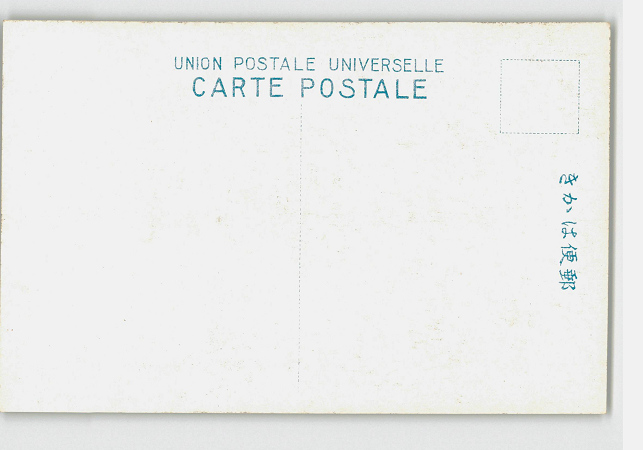 UNION POSTALE UNIVERSELLE
CARTE POSTALE
きかは便郵